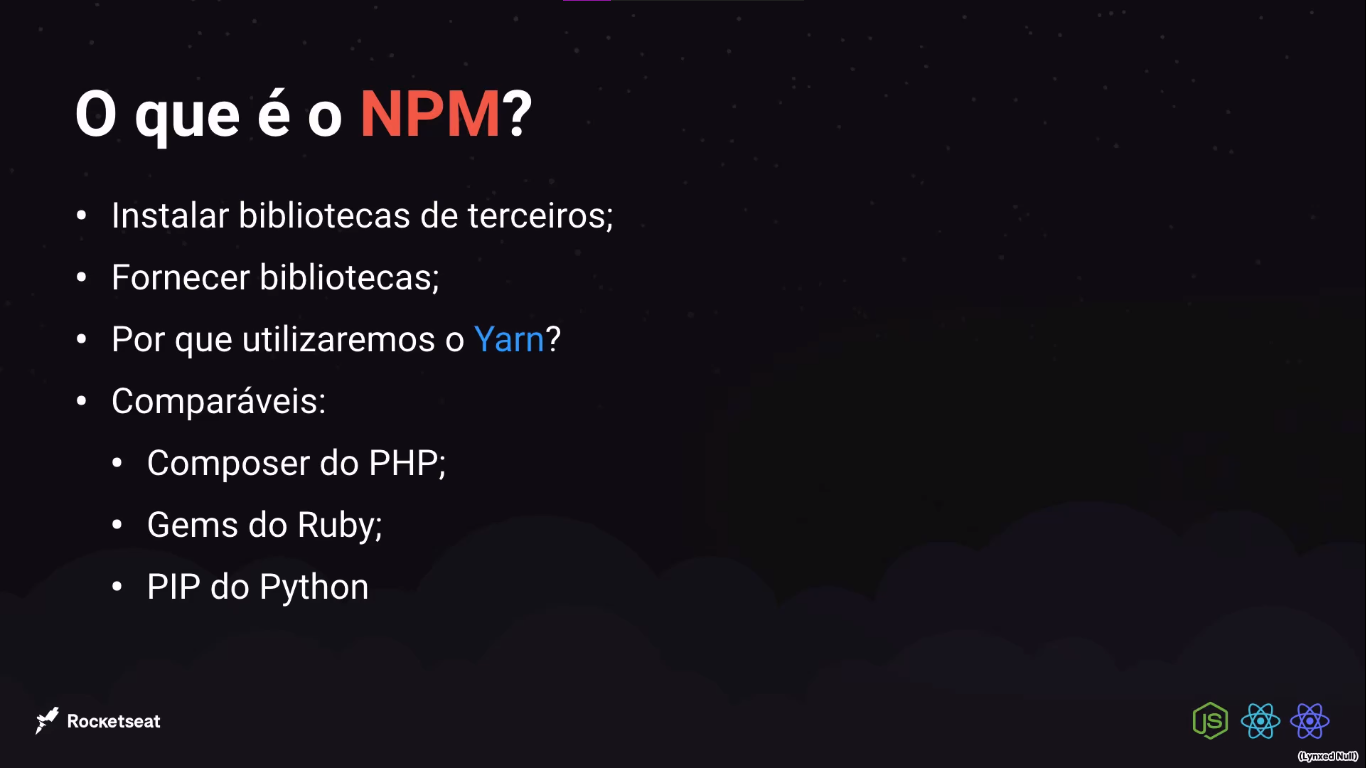 O que é o NPM?
• Instalar bibliotecas de terceiros;
• Fornecer bibliotecas;
• Por que utilizaremos o Yarn?
• Comparáveis:
• Composer do PHP;
• Gems do Ruby;
• PIP do Python
Rocketseat
JS
(Lynxed Null)